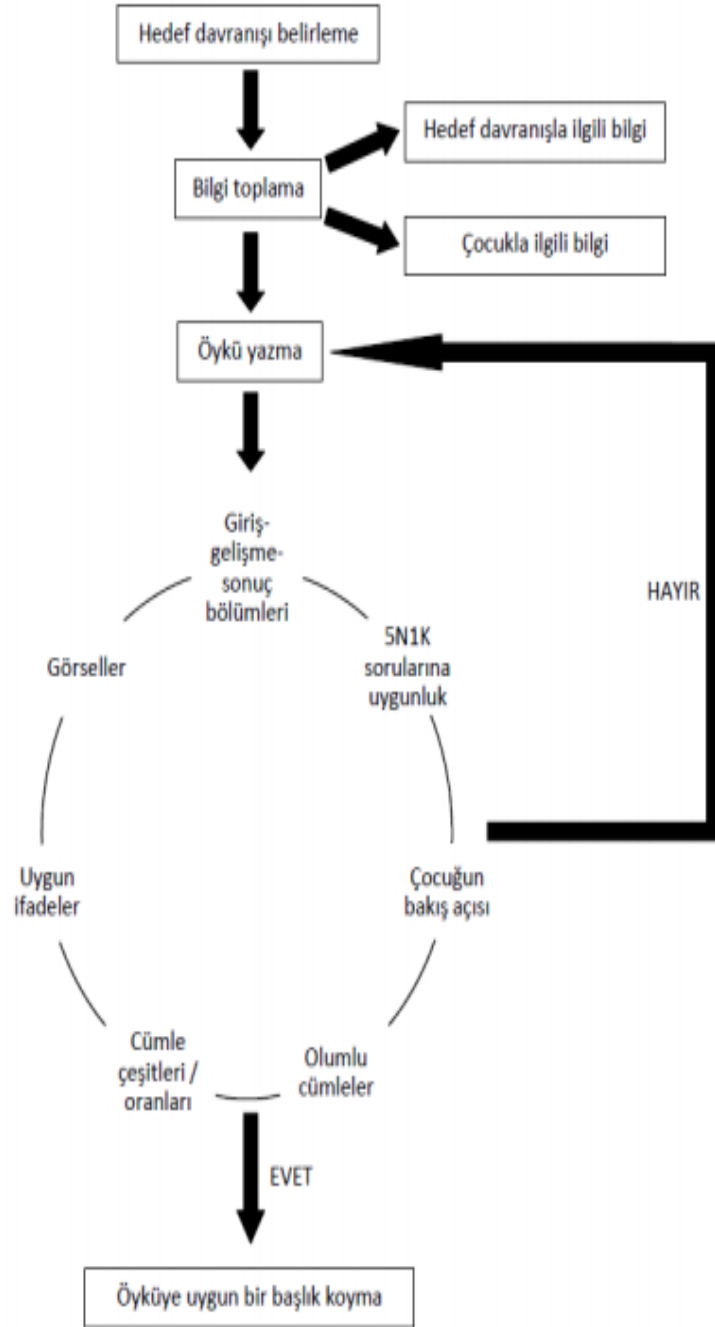 Hedef davranışı belirleme
Hedef davranışla ilgili bilgi
Bilgi toplama
Çocukla ilgili bilgi
Öykü yazma
Giriş-
gelişme-
sonuç
bölümleri
HAYIR
5N1K
sorularına
uygunluk
Görseller
Uygun
ifadeler
Çocuğun
bakış açısı
Cümle
çeşitleri /
oranları
Olumlu
cümleler
EVET
Öyküye uygun bir başlık koyma